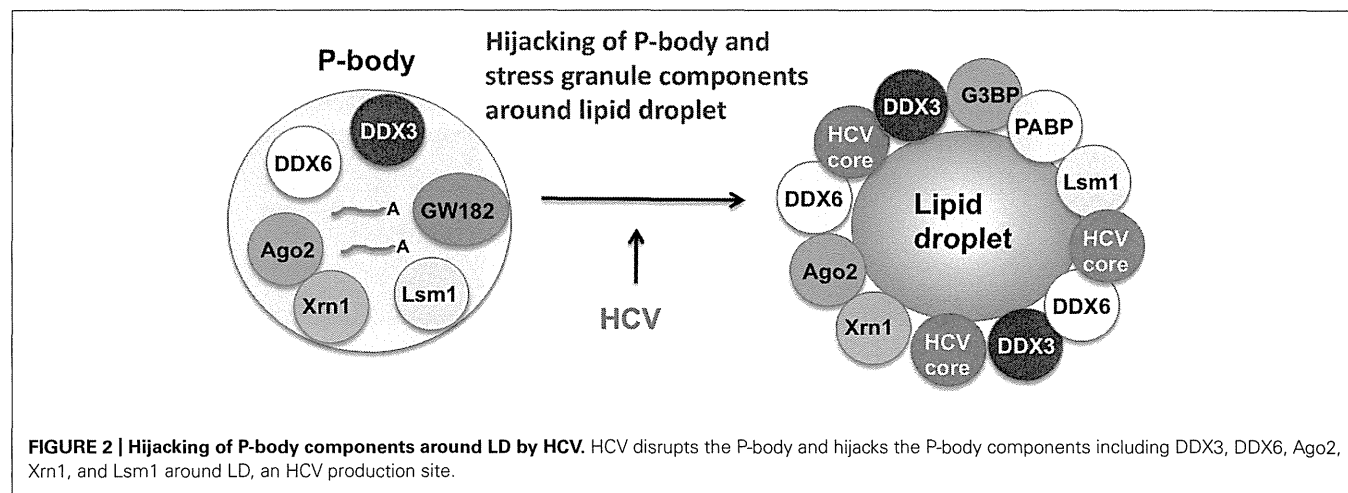 P-body
Hijacking of P-body and
stress granule components
around lipid droplet
DDX3
DDX6
A
GW182
A
Ago2
Xrn1
Lsm1
HCV
DDX3
G3BP
PABP
HCV
core
Lsm1
DDX6
Lipid
droplet
HCV
core
Ago2
DDX6
Xrn1
HCV
core
DDX3
FIGURE 2 | Hijacking of P-body components around LD by HCV. HCV disrupts the P-body and hijacks the P-body components including DDX3, DDX6, Ago2,
Xrn1, and Lsm1 around LD, an HCV production site.